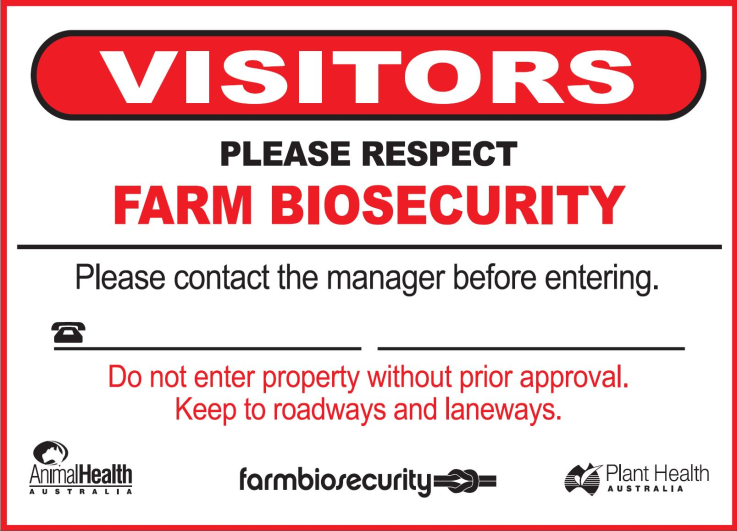 VISITORS
PLEASE RESPECT
FARM BIOSECURITY
Please contact the manager before entering.
Do not enter property without prior approval.
Keep to roadways and laneways.
AnimalHealth
AUSTRALIA
farmbiosecurity
Plant Health
AUSTRALIA